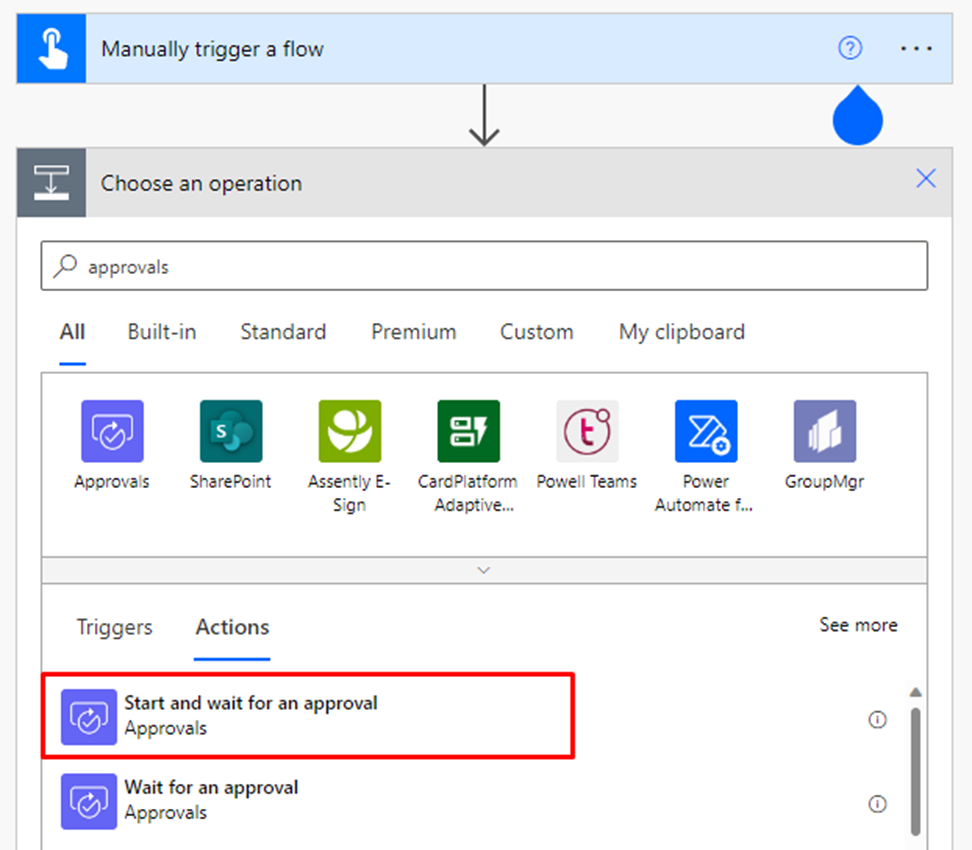 Manually trigger a flow
Choose an operation
approvals
All Built-in Standard Premium Custom My clipboard
Approvals SharePoint Assently E- CardPlatform Powell Teams Power GroupMgr
Sign Adaptive... Automate f...
Triggers Actions See more
Start and wait for an approval
Approvals
Wait for an approval
Approvals